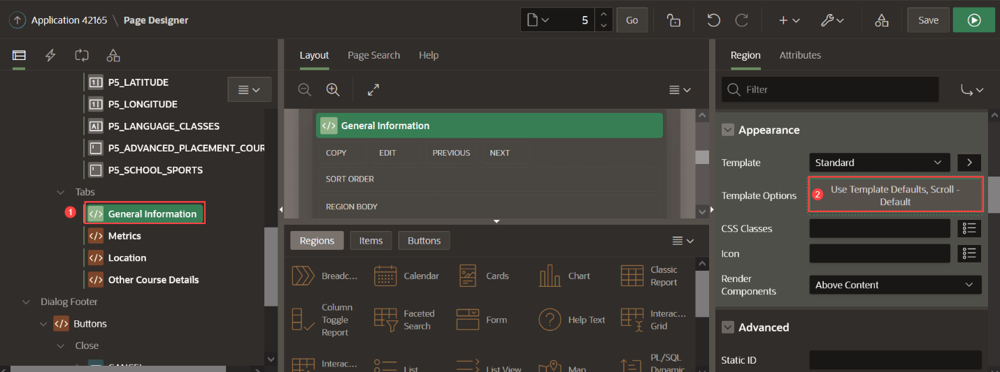 Application 42165 \ Page Designer
5
Go
Save
P5_LATITUDE
P5_LONGITUDE
P5_LANGUAGE_CLASSES
P5_ADVANCED_PLACEMENT_COUR
P5_SCHOOL_SPORTS
Tabs
1
General Information
Metrics
Location
Other Course Details
Dialog Footer
Buttons
Close
CANCEL
Layout Page Search Help
General Information
COPY EDIT PREVIOUS NEXT
SORT ORDER
REGION BODY
Regions Items Buttons
Breadc...
Calendar
Cards
Chart
Classic
Report
Column
Toggle
Report
Faceted
Search
Form
Help Text
Interac...
Grid
Interac...
List
List View
Map
PL/SQL
Dynamic
Region Attributes
Filter
Appearance
Template Standard
Template Options
2
Use Template Defaults, Scroll -
Default
CSS Classes
Icon
Render
Components
Above Content
Advanced
Static ID